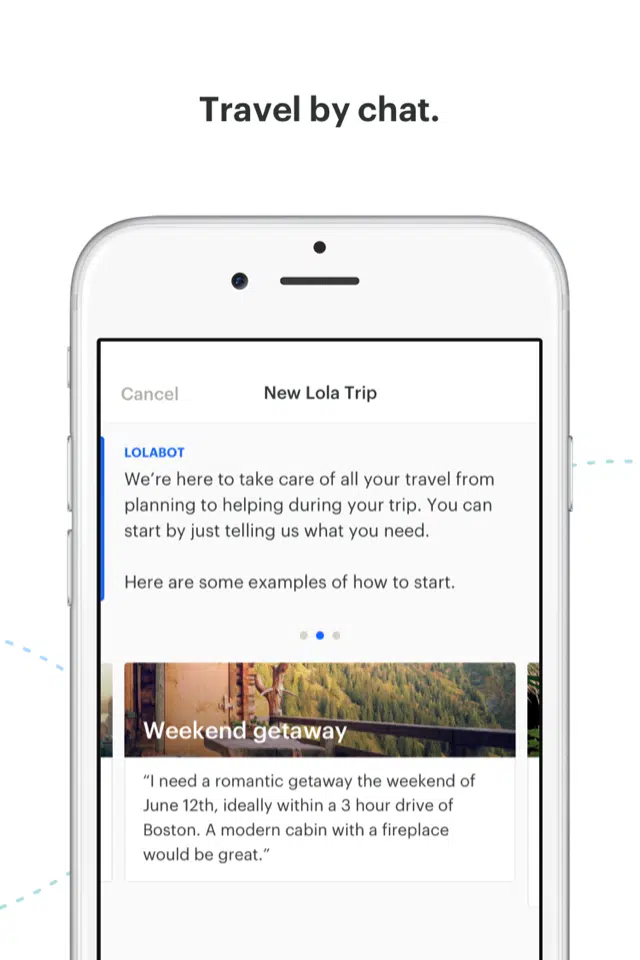 Travel by chat.
Cancel
New Lola Trip
LOLABOT
We’re here to take care of all your travel from
planning to helping during your trip. You can
start by just telling us what you need.
Here are some examples of how to start.
Weekend getaway
“I need a romantic getaway the weekend of
June 12th, ideally within a 3 hour drive of
Boston. A modern cabin with a fireplace
would be great.”